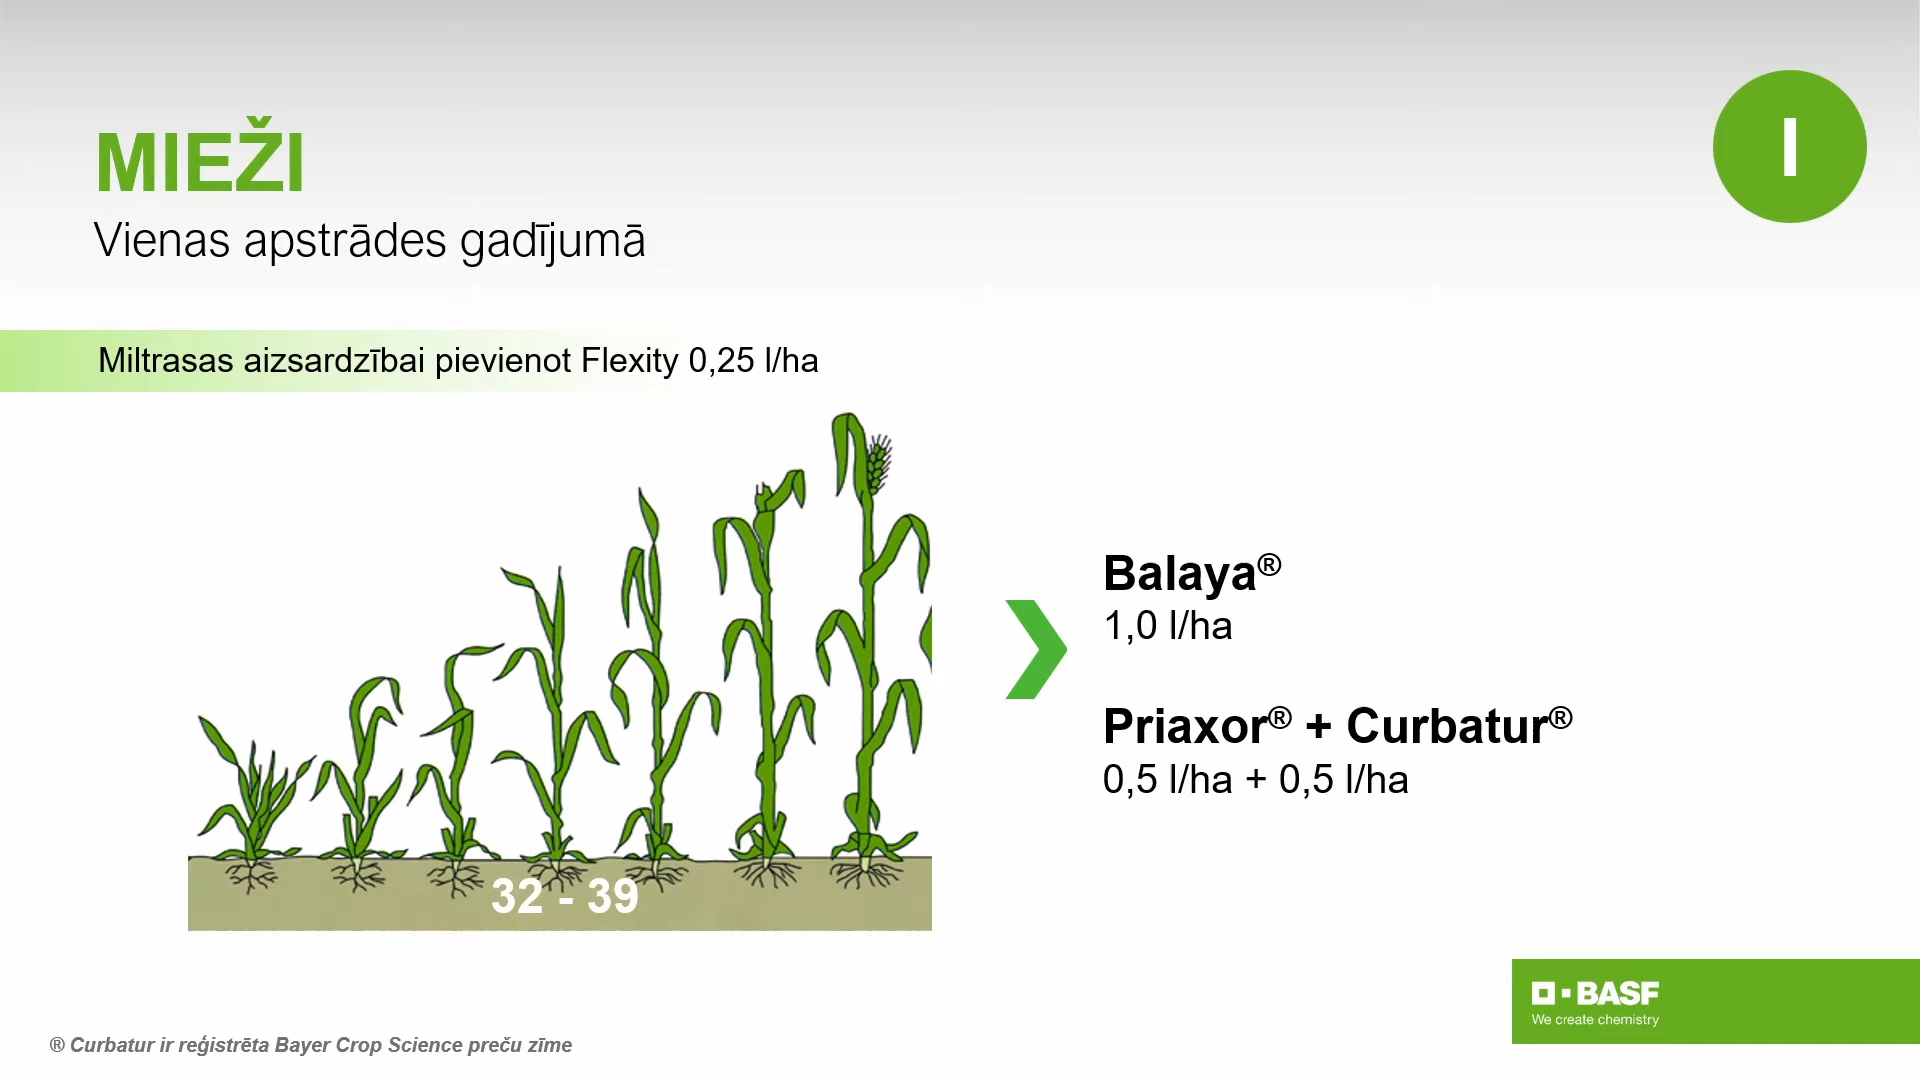 MIEŽI
I
Vienas apstrādes gadījumā
Miltrasas aizsardzībai pievienot Flexity 0,25 l/ha
Balaya®
1,0 l/ha
Priaxor® + Curbatur®
0,5 l/ha + 0,5 l/ha
32 - 39
BASF
We create chemistry
® Curbatur ir reģistrēta Bayer Crop Science preču zīme